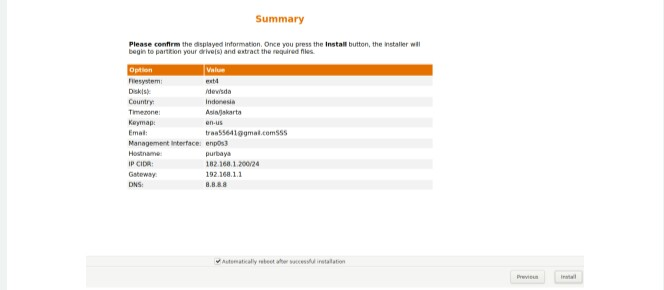 Summary
Please confirm the displayed information. Once you press the Install button, the installer will
begin to partition your drive(s) and extract the required files.
Option Value
Filesystem: ext4
Disk(s): /dev/sda
Country: Indonesia
Timezone: Asia/Jakarta
Keymap: en-us
Email: traa55641@gmail.com555
Management Interface: enp0s3
Hostname: purbaya
IP CIDR: 182.168.1.200/24
Gateway: 192.168.1.1
DNS: 8.8.8.8
Automatically reboot after successful installation
Previous Install